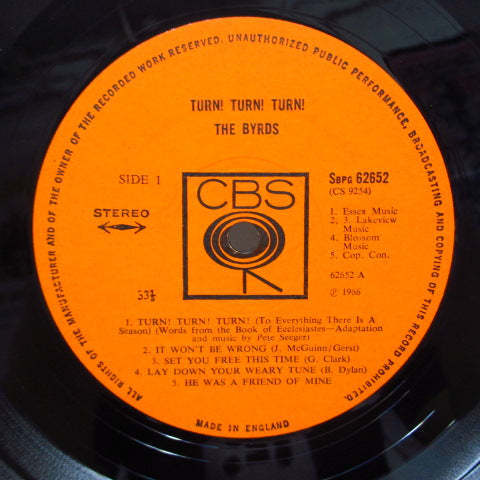 ALL RIGHTS OF THE MANUFACTURER AND OF THE OWNER OF THE RECORDED WORK RESERVED. UNAUTHORIZED PUBLIC PERFORMANCE, BROADCASTING AND COPYING OF THIS RECORD PROHIBITED.
TURN! TURN! TURN!
THE BYRDS
SIDE 1
CBS
SBPG 62652
(CS 9254)
STEREO
1. Essex Music
2, 3. Lakeview
Music
4. Blossom
Music
5. Cop. Con.
62652 A
33⅓
℗ 1966
1. TURN! TURN! TURN! (To Everything There Is A
Season) (Words from the Book of Ecclesiastes—Adaptation
and music by Pete Seeger)
2. IT WON'T BE WRONG (J. McGuinn/Gerst)
3. SET YOU FREE THIS TIME (G. Clark)
4. LAY DOWN YOUR WEARY TUNE (B. Dylan)
5. HE WAS A FRIEND OF MINE
MADE IN ENGLAND